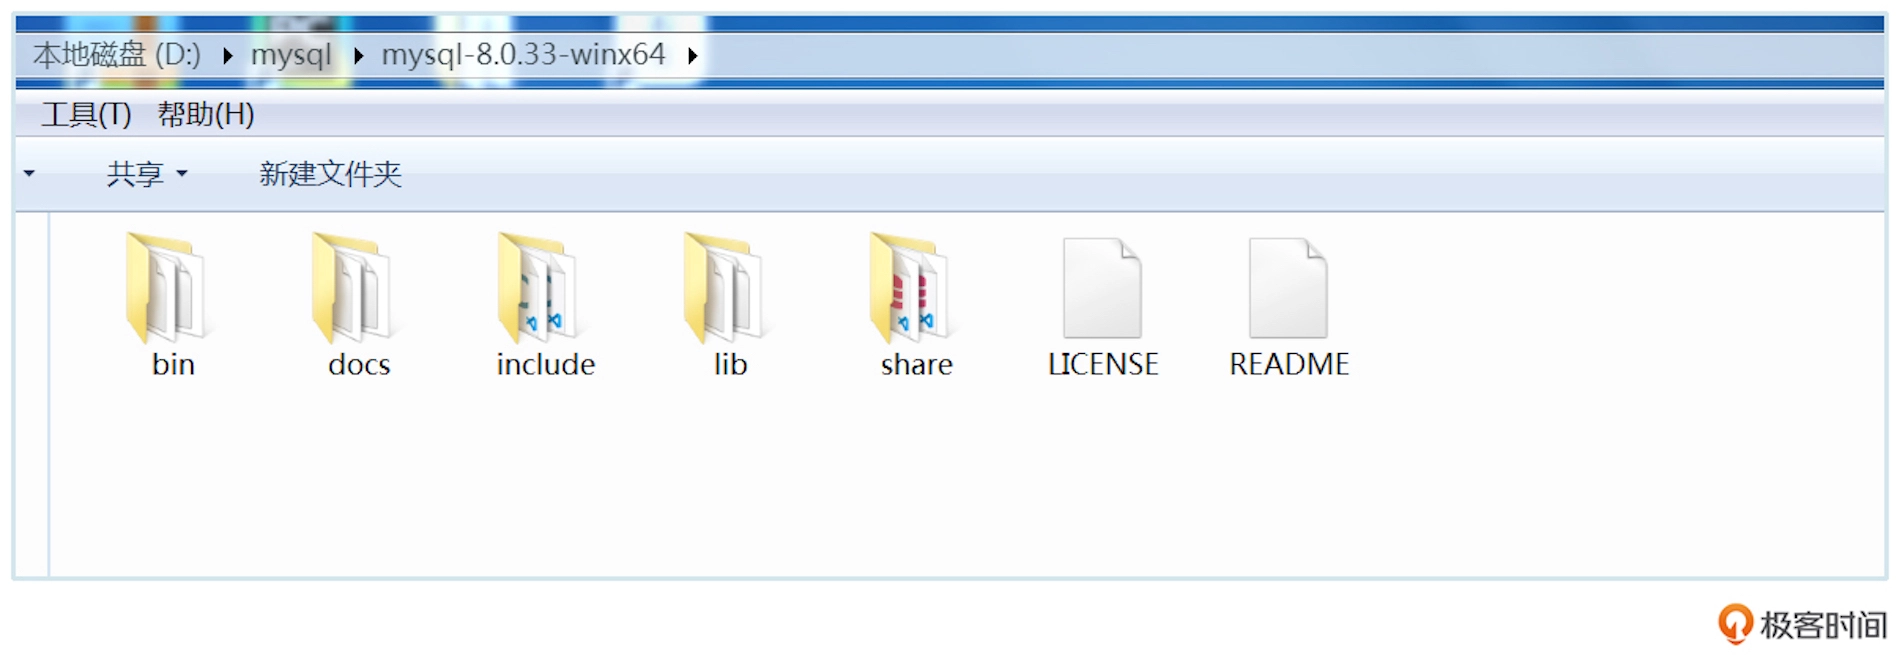 本地磁盘 (D:) mysql mysql-8.0.33-winx64
工具(T) 帮助(H)
共享 新建文件夹
bin docs include lib share LICENSE README
极客时间